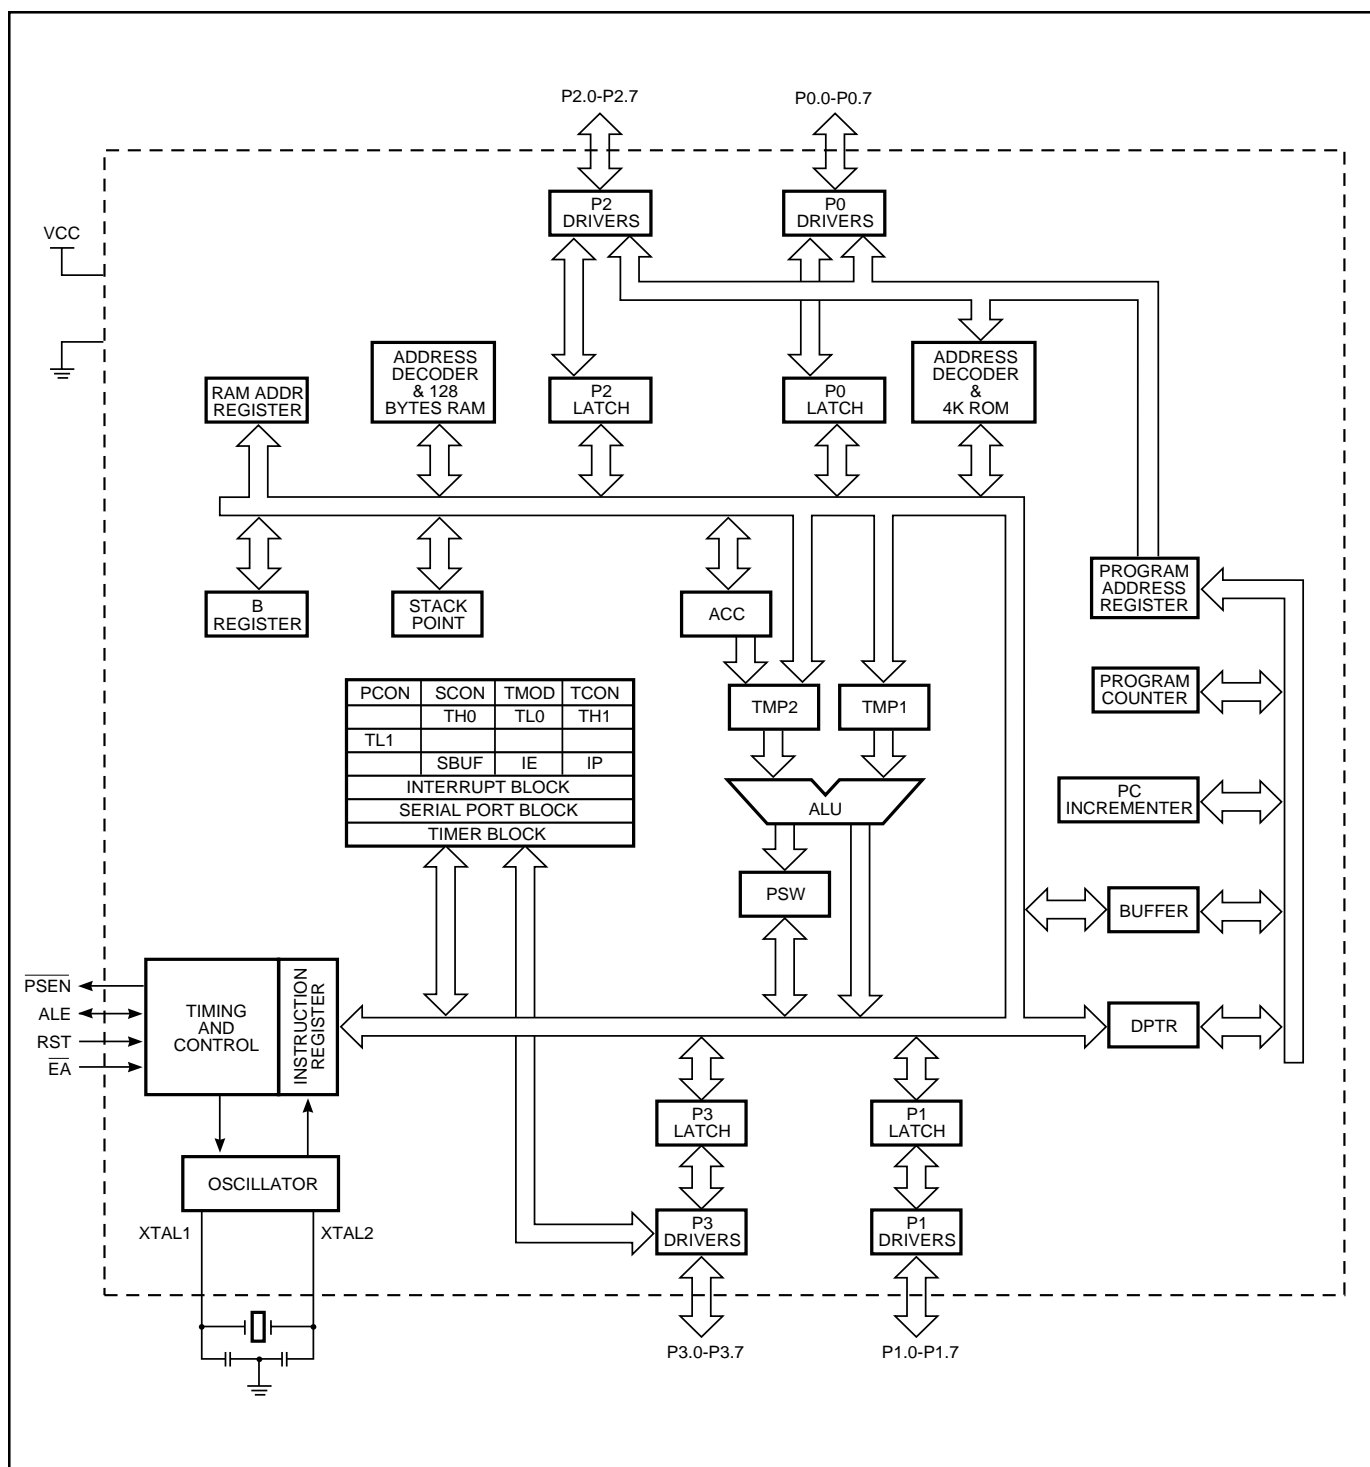 P2.0-P2.7
P0.0-P0.7
P2
DRIVERS
P0
DRIVERS
VCC
RAM ADDR
REGISTER
ADDRESS
DECODER
& 128
BYTES RAM
P2
LATCH
P0
LATCH
ADDRESS
DECODER
&
4K ROM
B
REGISTER
STACK
POINT
ACC
PROGRAM
ADDRESS
REGISTER
PCON SCON TMOD TCON
TH0 TL0 TH1
TL1
SBUF IE IP
INTERRUPT BLOCK
SERIAL PORT BLOCK
TIMER BLOCK
TMP2
TMP1
PROGRAM
COUNTER
ALU
PC
INCREMENTER
PSW
BUFFER
PSEN
ALE
RST
EA
TIMING
AND
CONTROL
INSTRUCTION
REGISTER
DPTR
P3
LATCH
P1
LATCH
OSCILLATOR
XTAL1
XTAL2
P3
DRIVERS
P1
DRIVERS
P3.0-P3.7
P1.0-P1.7